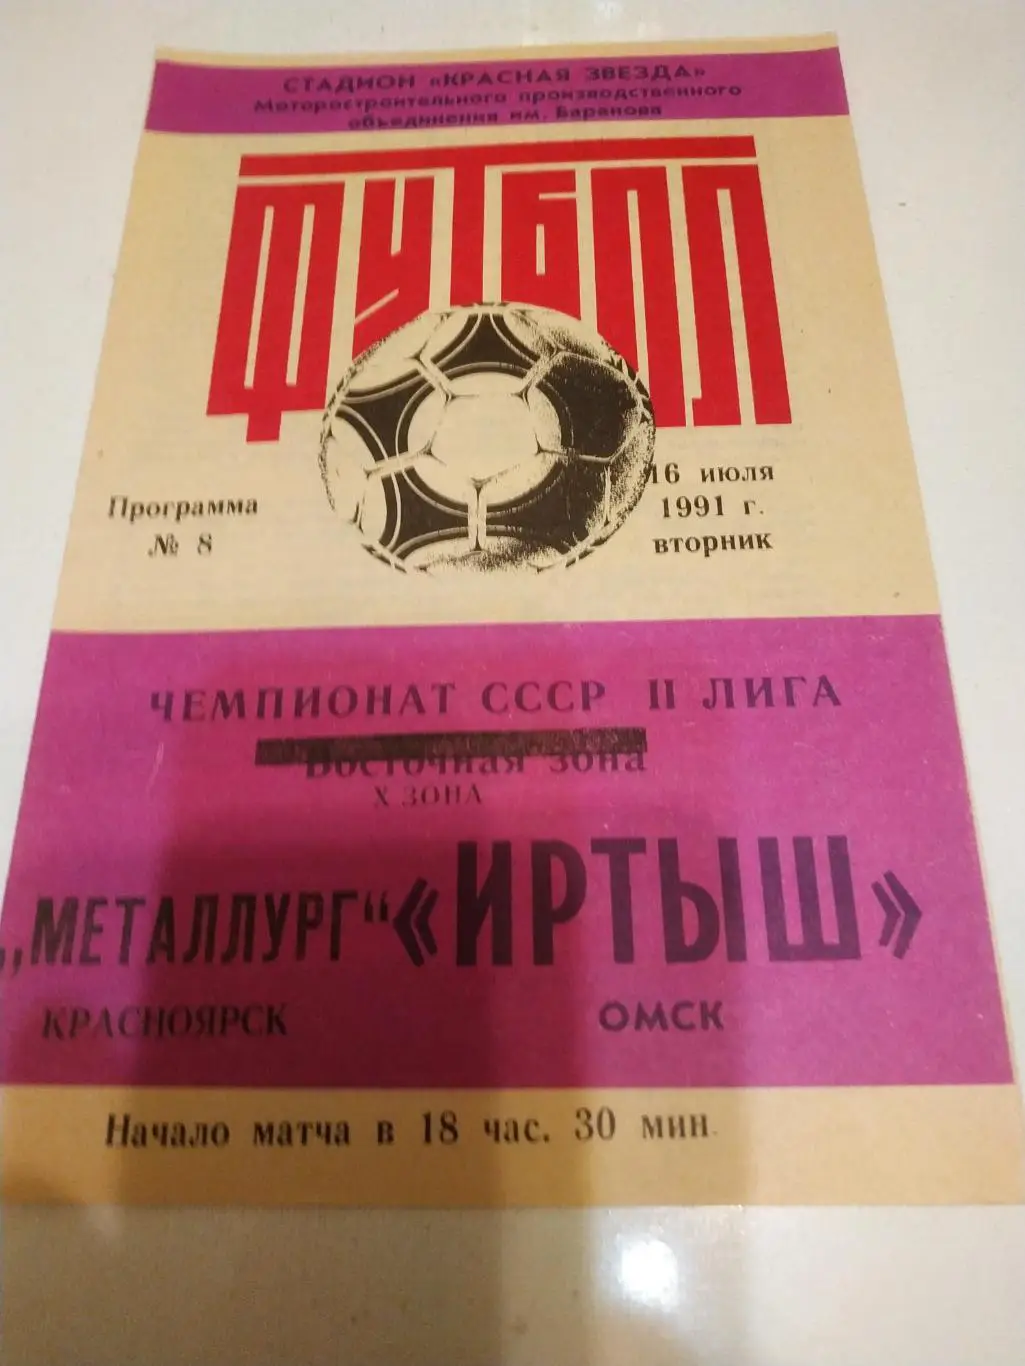 СТАДИОН «КРАСНАЯ ЗВЕЗДА»
Моторостроительного производственного
объединения им. Баранова
ФУТБОЛ
Программа
№ 8
16 июля
1991 г.
вторник
ЧЕМПИОНАТ СССР II ЛИГА
Восточная зона
X ЗОНА
„МЕТАЛЛУРГ“ «ИРТЫШ»
КРАСНОЯРСК ОМСК
Начало матча в 18 час. 30 мин.